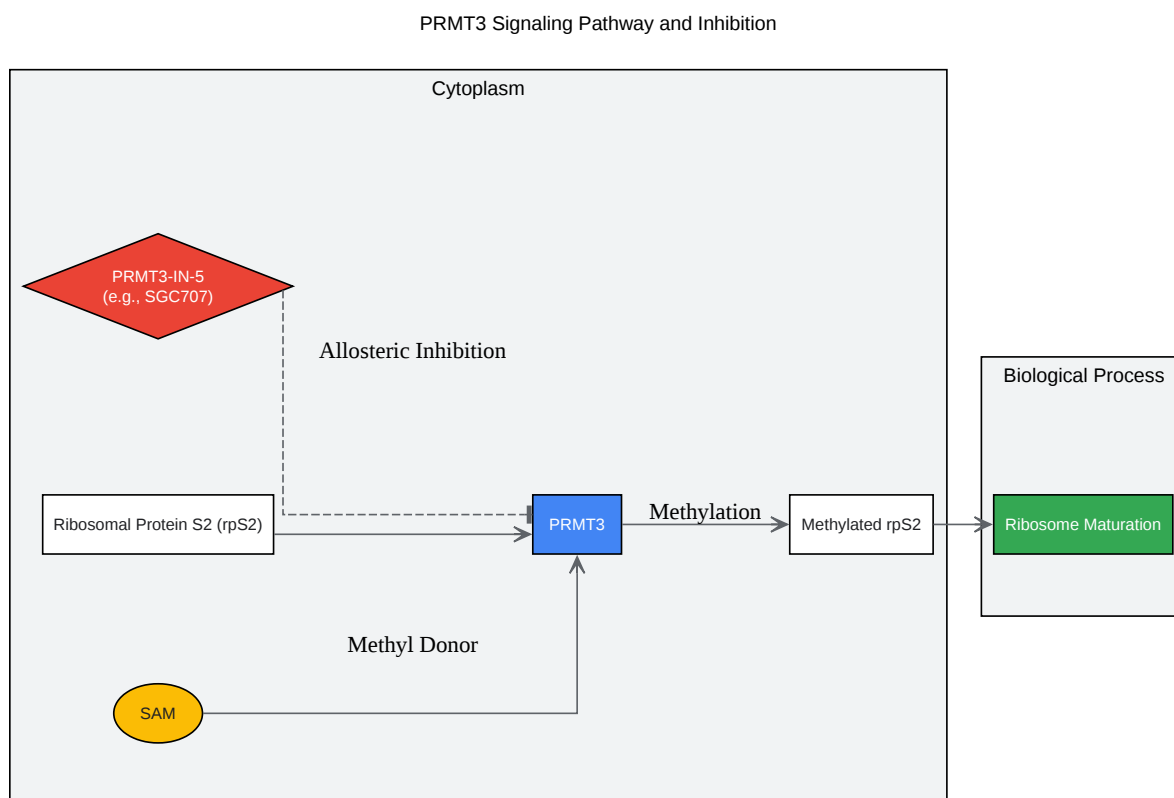 PRMT3 Signaling Pathway and Inhibition
Cytoplasm
PRMT3-IN-5
(e.g., SGC707)
Allosteric Inhibition
Biological Process
Ribosomal Protein S2 (rpS2)
PRMT3
Methylation
Methylated rpS2
Ribosome Maturation
Methyl Donor
SAM